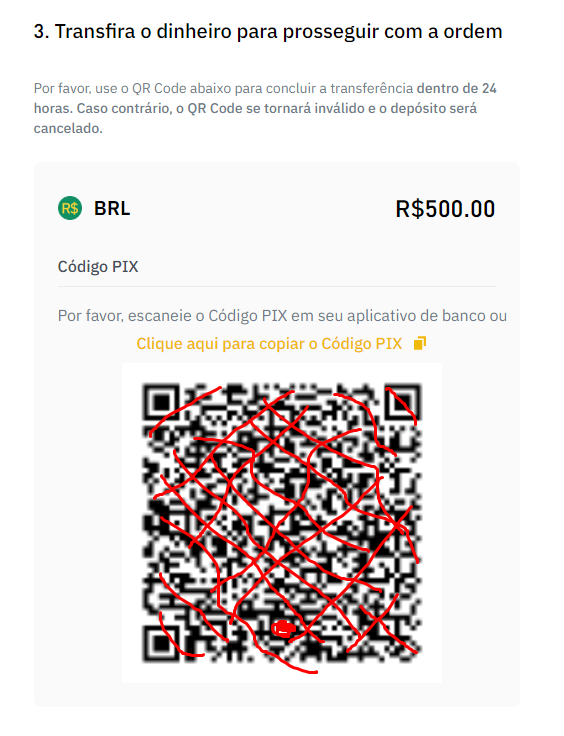 3. Transfira o dinheiro para prosseguir com a ordem
Por favor, use o QR Code abaixo para concluir a transferência dentro de 24
horas. Caso contrário, o QR Code se tornará inválido e o depósito será
cancelado.
R$ BRL R$500.00
Código PIX
Por favor, escaneie o Código PIX em seu aplicativo de banco ou
Clique aqui para copiar o Código PIX